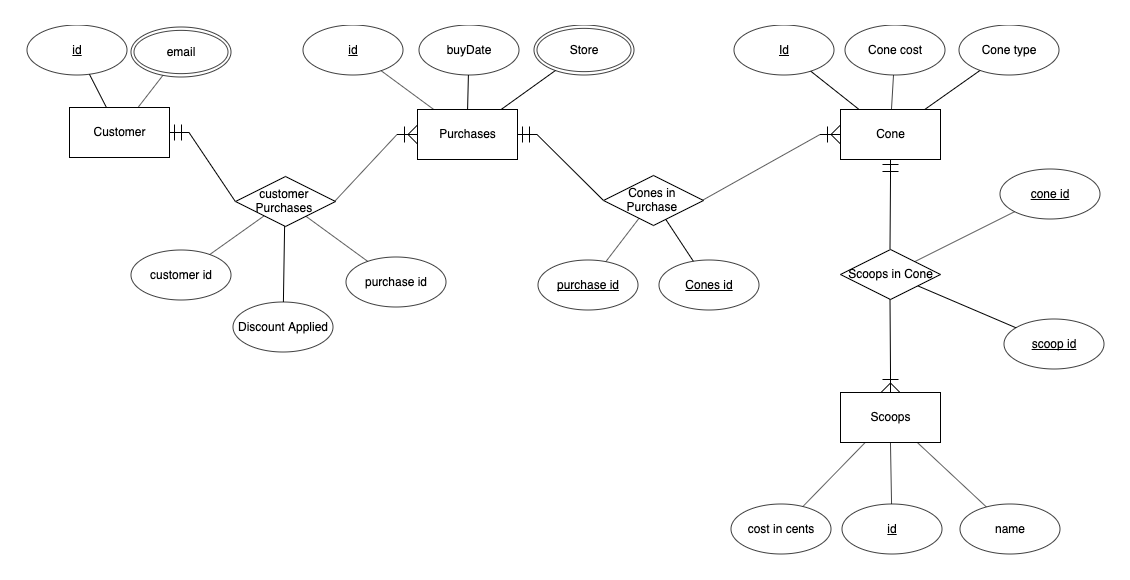 id
email
id
buyDate
Store
Id
Cone cost
Cone type
Customer
Purchases
Cone
customer
Purchases
Cones in
Purchase
cone id
customer id
purchase id
purchase id
Cones id
Scoops in Cone
Discount Applied
scoop id
Scoops
cost in cents
id
name